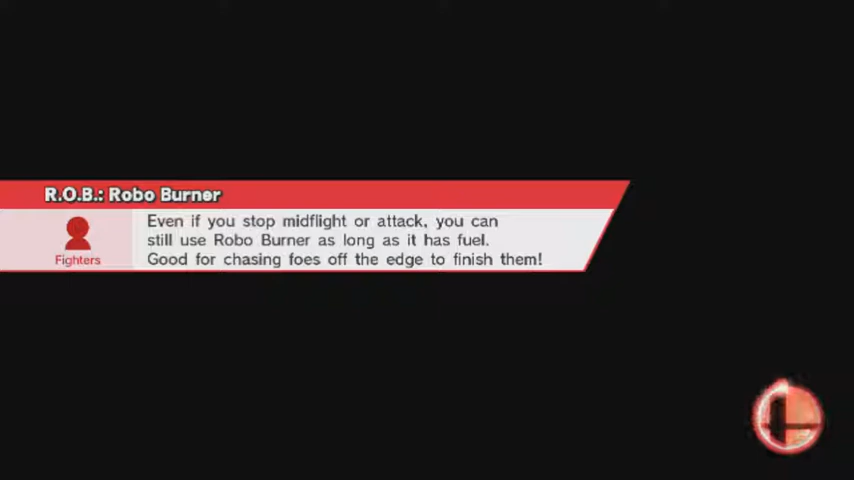 R.O.B.: Robo Burner
Even if you stop midflight or attack, you can
still use Robo Burner as long as it has fuel.
Good for chasing foes off the edge to finish them!
Fighters